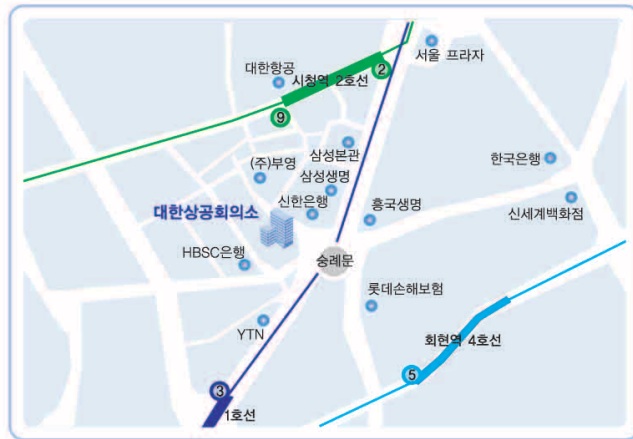 서울 프라자
대한항공
시청역 2호선
2
9
(주)부영
삼성본관
삼성생명
신한은행
한국은행
신세계백화점
흥국생명
대한상공회의소
HBSC은행
숭례문
롯데손해보험
YTN
회현역 4호선
5
3
1호선